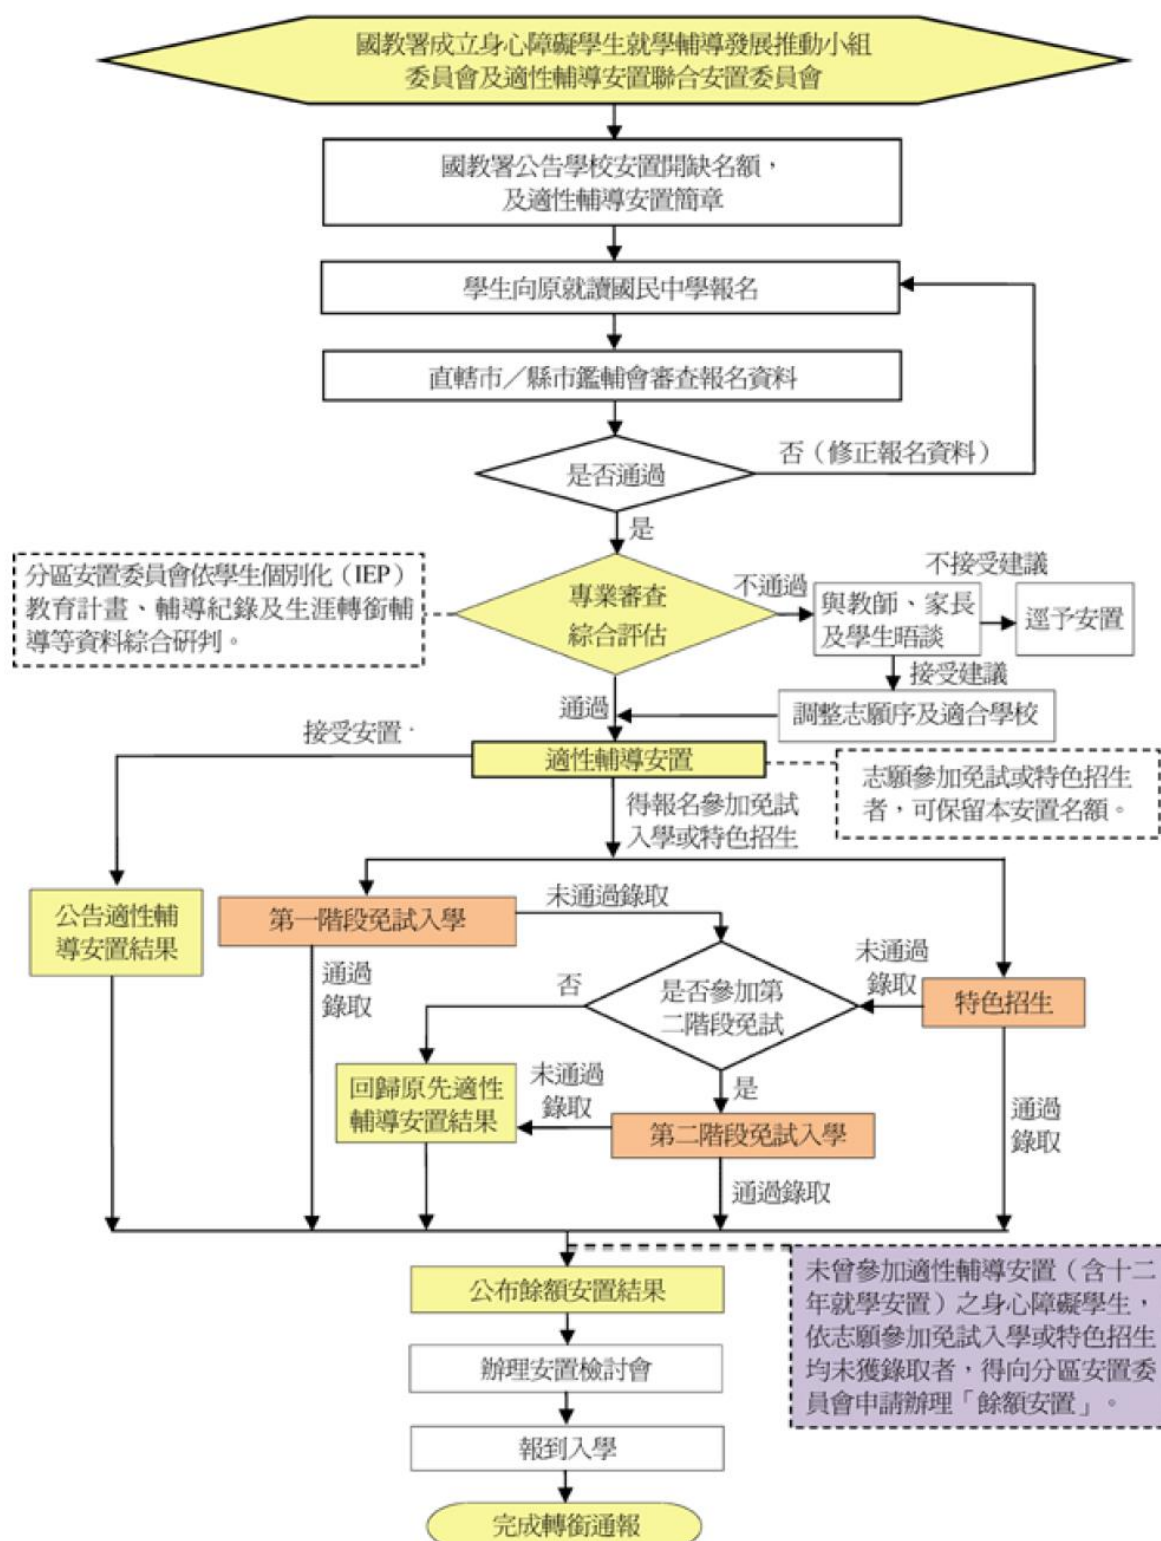 國教署成立身心障礙學生就學輔導發展推動小組
委員會及適性輔導安置聯合安置委員會
國教署公告學校安置開缺名額，
及適性輔導安置簡章
學生向原就讀國民中學報名
直轄市／縣市鑑輔會審查報名資料
是否通過
否（修正報名資料）
是
分區安置委員會依學生個別化（IEP）
教育計畫、輔導紀錄及生涯轉銜輔
導等資料綜合研判。
專業審查
綜合評估
不通過
與教師、家長
及學生晤談
不接受建議
逕予安置
接受建議
調整志願序及適合學校
通過
接受安置
適性輔導安置
志願參加免試或特色招生
者，可保留本安置名額。
得報名參加免試
入學或特色招生
公告適性輔
導安置結果
第一階段免試入學
未通過錄取
通過
錄取
是否參加第
二階段免試
否
未通過
錄取
特色招生
回歸原先適性
輔導安置結果
未通過
錄取
是
第二階段免試入學
通過
錄取
通過錄取
公布餘額安置結果
未曾參加適性輔導安置（含十二
年就學安置）之身心障礙學生，
依志願參加免試入學或特色招生
均未獲錄取者，得向分區安置委
員會申請辦理「餘額安置」。
辦理安置檢討會
報到入學
完成轉銜通報